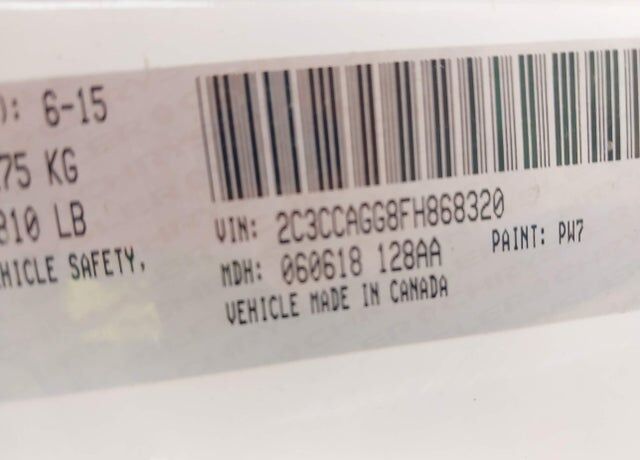 ): 6-15
75 KG
810 LB
HICLE SAFETY,
VIN: 2C3CCAGG8FH868320
MDH: 060618 128AA PAINT: PW7
VEHICLE MADE IN CANADA